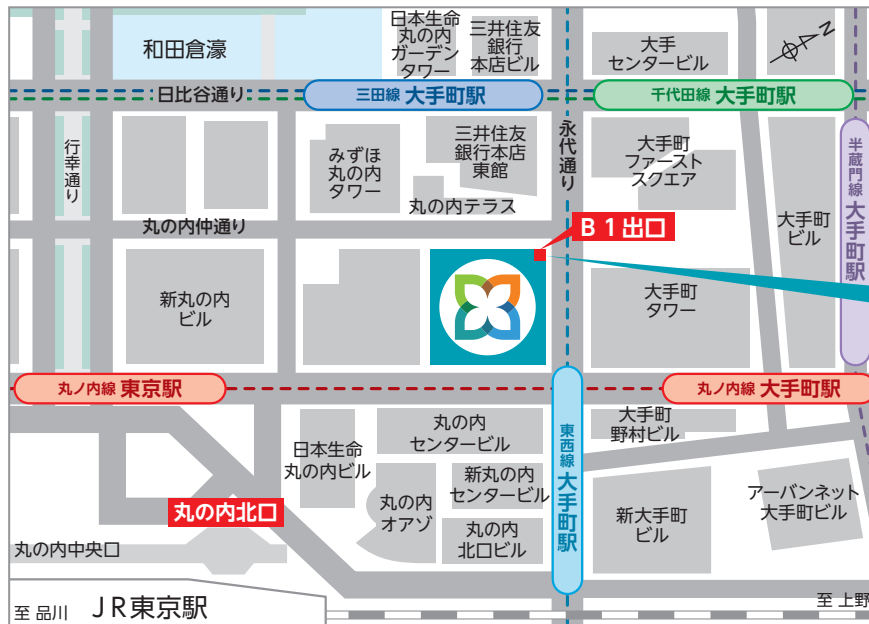 和田倉濠
日本生命
丸の内
ガーデン
タワー
三井住友
銀行
本店ビル
大手
センタービル
N
日比谷通り
三田線 大手町駅
千代田線 大手町駅
行幸通り
みずほ
丸の内
タワー
三井住友
銀行本店
東館
永代通り
大手町
ファースト
スクエア
半蔵門線 大手町駅
丸の内テラス
丸の内仲通り
B1出口
大手町
ビル
新丸の内
ビル
大手町
タワー
丸ノ内線 東京駅
丸ノ内線 大手町駅
日本生命
丸の内ビル
丸の内
センタービル
東西線 大手町駅
大手町
野村ビル
丸の内
オアゾ
新丸の内
センタービル
丸の内北口
丸の内
北口ビル
新大手町
ビル
アーバンネット
大手町ビル
丸の内中央口
至 品川 JR東京駅
至 上野